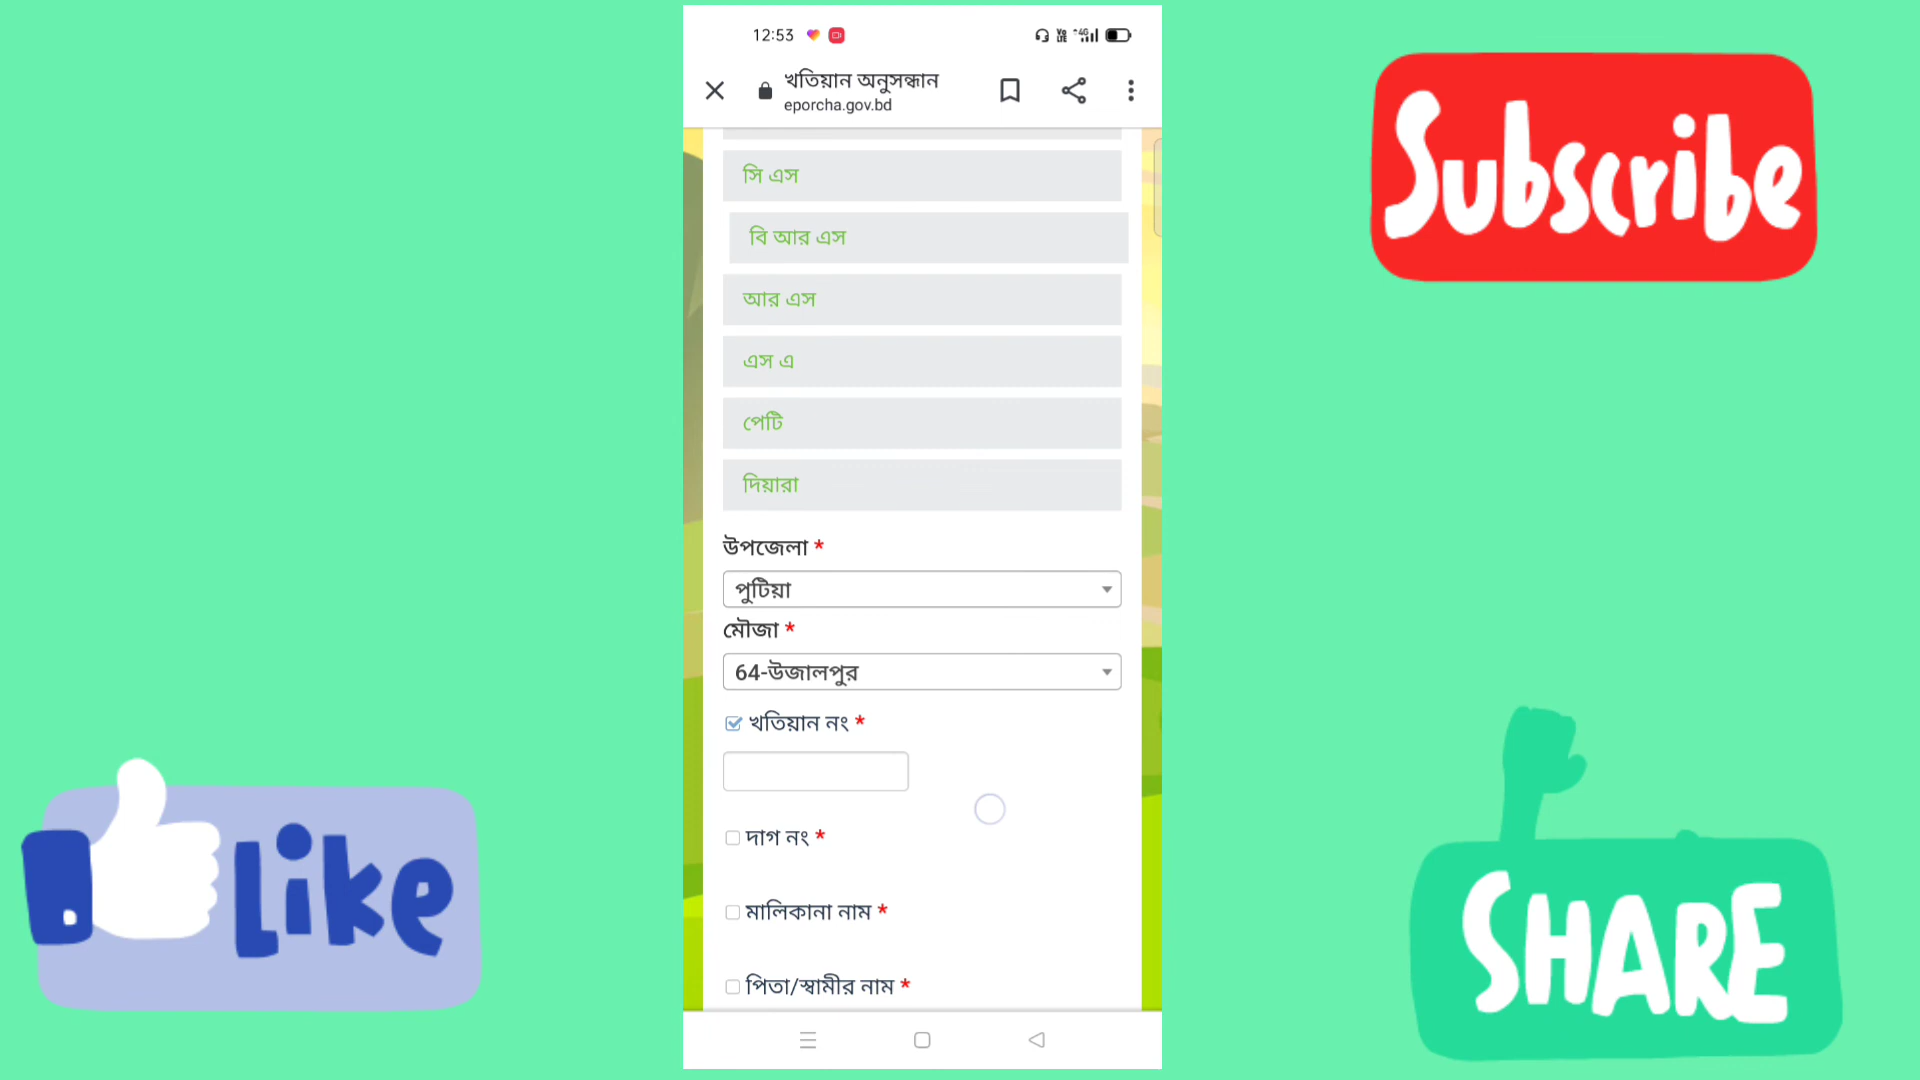 12:53
খতিয়ান অনুসন্ধান
eporcha.gov.bd
সি এস
বি আর এস
আর এস
এস এ
পেটি
দিয়ারা
উপজেলা *
পুটিয়া
মৌজা *
64-উজালপুর
খতিয়ান নং *
দাগ নং *
মালিকানা নাম *
পিতা/স্বামীর নাম *
Subscribe
Like
SHARE